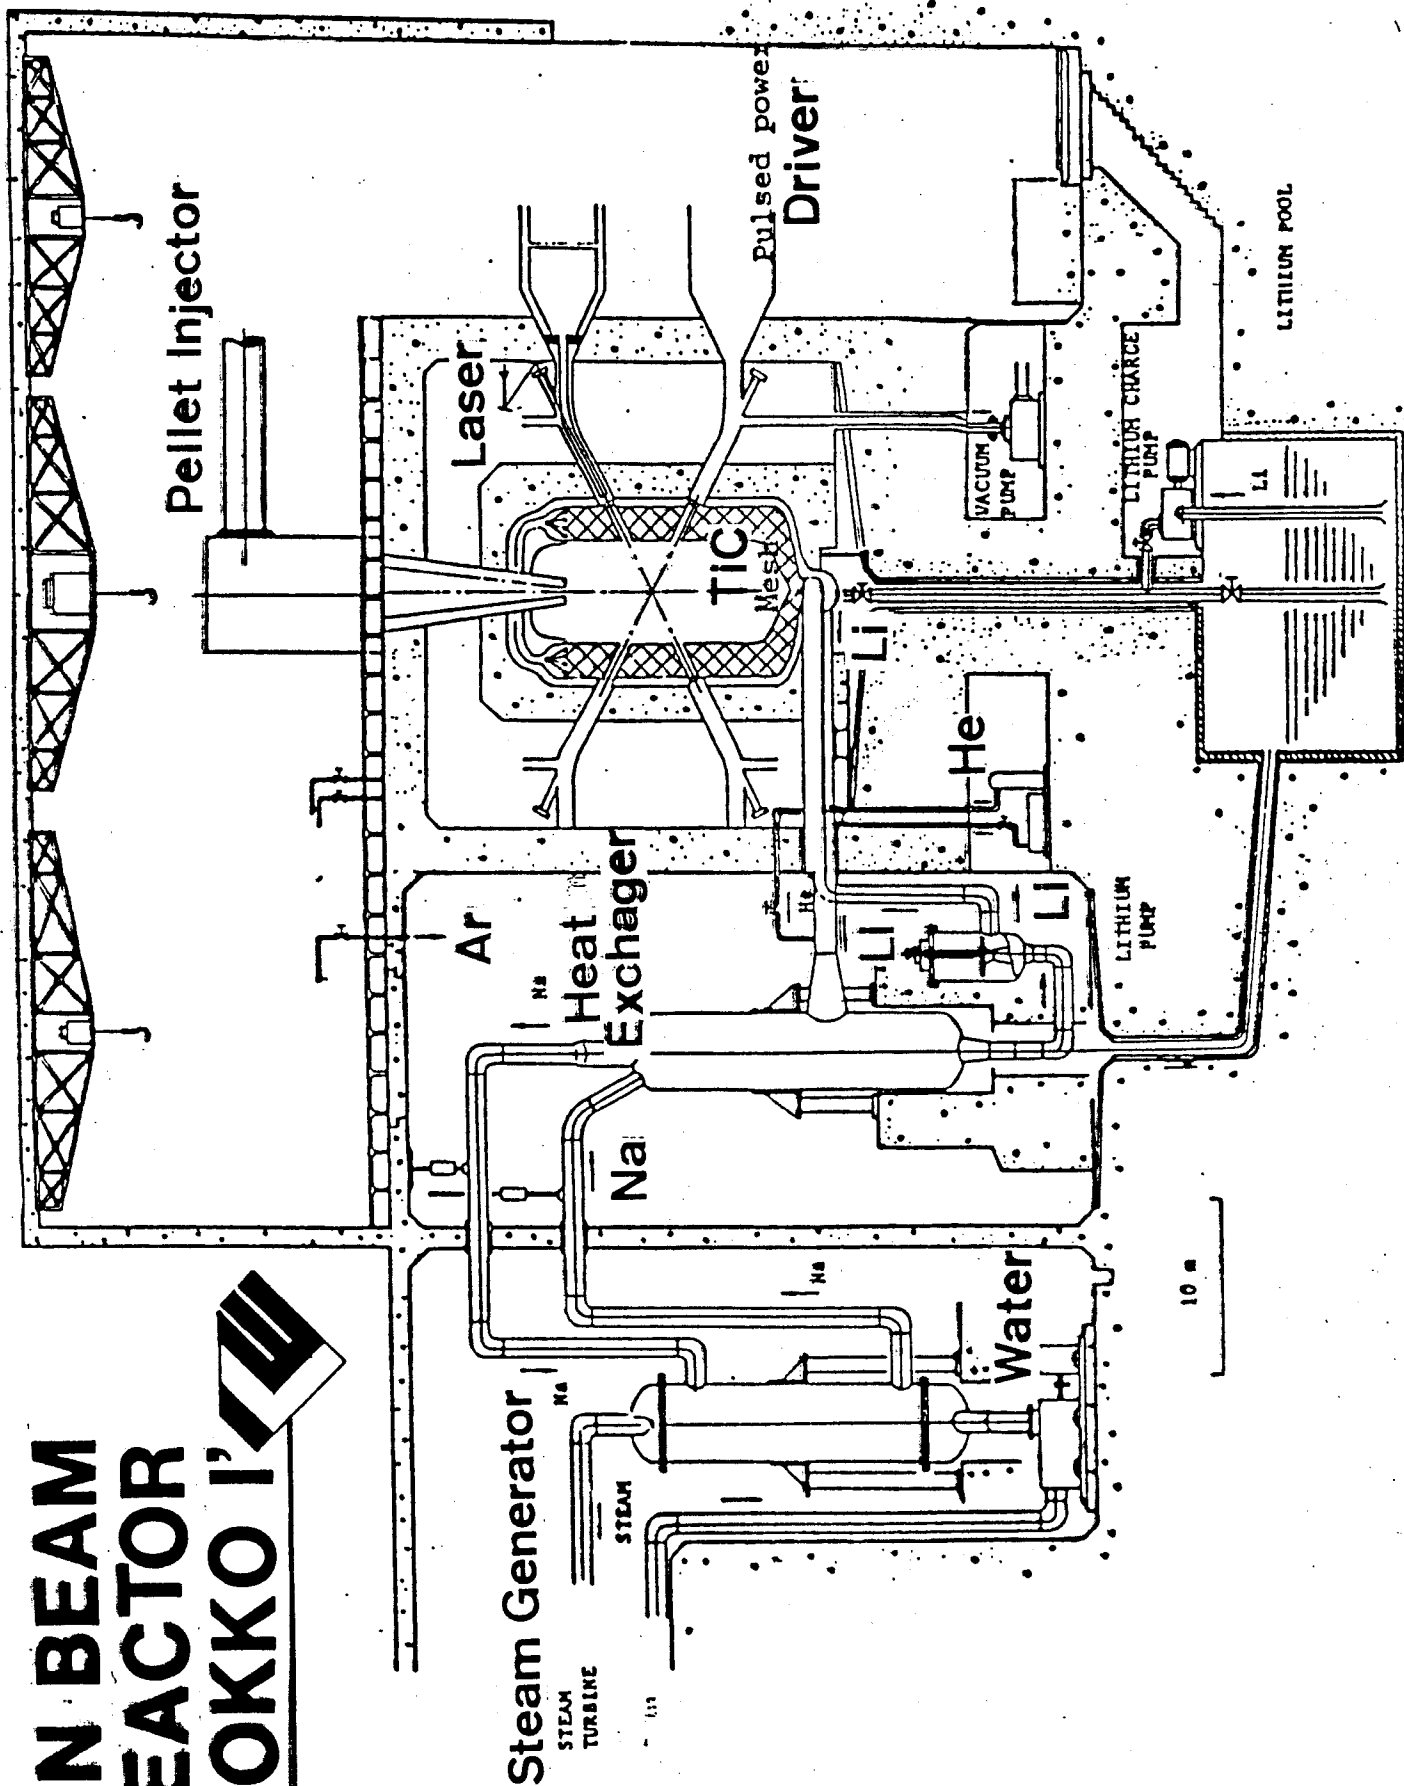 N BEAM
EACTOR
OKKO I'
Pellet Injector
Laser
Pulsed power
Driver
TiC
Mesh
Ar
Heat
Exchager
Na
Na
He
Li
Li
Li
He
VACUUM
PUMP
LITHIUM CHARCE
PUMP
Li
LITHIUM POOL
LITHIUM
PUMP
Steam Generator
STEAM
TURBINE
STEAM
Na
Na
Water
10 m